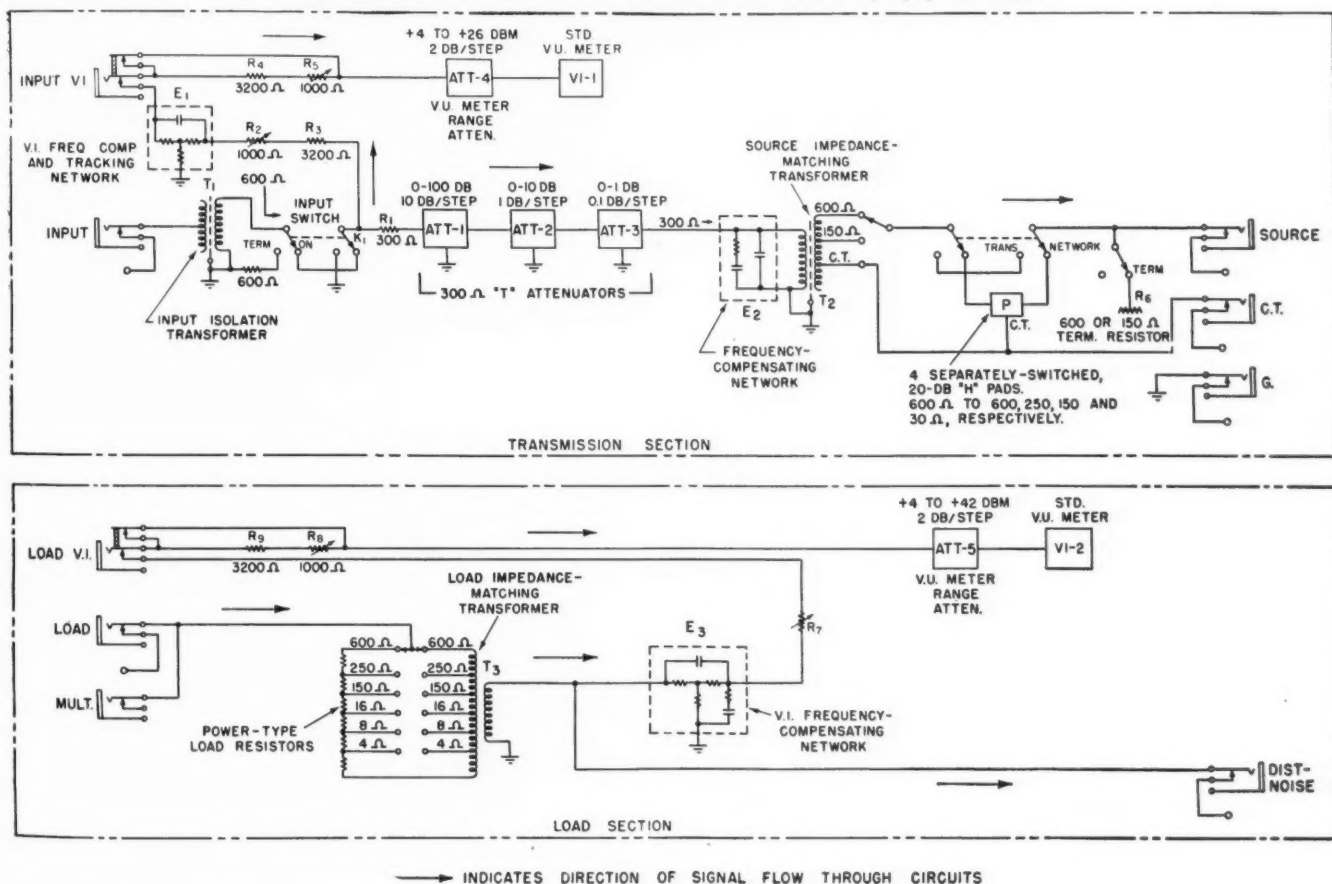 +4 TO +26 DBM
2 DB/STEP
STD.
V.U. METER
INPUT V.I.
R4
3200 Ω
R5
1000 Ω
ATT-4
VI-1
V.U. METER
RANGE
ATTEN.
E1
V.I. FREQ COMP
AND TRACKING
NETWORK
R2
1000 Ω
R3
3200 Ω
600 Ω
T1
INPUT
SWITCH
INPUT
TERM
ON
K1
R1
300 Ω
600 Ω
INPUT ISOLATION
TRANSFORMER
0-100 DB
10 DB/STEP
0-10 DB
1 DB/STEP
0-1 DB
0.1 DB/STEP
ATT-1
ATT-2
ATT-3
300 Ω "T" ATTENUATORS
300 Ω
SOURCE IMPEDANCE-
MATCHING
TRANSFORMER
600 Ω
150 Ω
C.T.
T2
E2
FREQUENCY-
COMPENSATING
NETWORK
TRANS
NETWORK
P
C.T.
TERM
R6
600 OR 150 Ω
TERM. RESISTOR
4 SEPARATELY-SWITCHED,
20-DB "H" PADS.
600 Ω TO 600, 250, 150 AND
30 Ω, RESPECTIVELY.
SOURCE
C.T.
G.
TRANSMISSION SECTION
+4 TO +42 DBM
2 DB/STEP
STD.
V.U. METER
LOAD V.I.
R9
3200 Ω
R8
1000 Ω
ATT-5
VI-2
V.U. METER
RANGE
ATTEN.
LOAD IMPEDANCE-
MATCHING
TRANSFORMER
LOAD
MULT.
600 Ω
600 Ω
250 Ω
250 Ω
150 Ω
150 Ω
16 Ω
16 Ω
8 Ω
8 Ω
4 Ω
4 Ω
T3
POWER-TYPE
LOAD RESISTORS
E3
R7
V.I. FREQUENCY-
COMPENSATING
NETWORK
DIST-
NOISE
LOAD SECTION
INDICATES DIRECTION OF SIGNAL FLOW THROUGH CIRCUITS